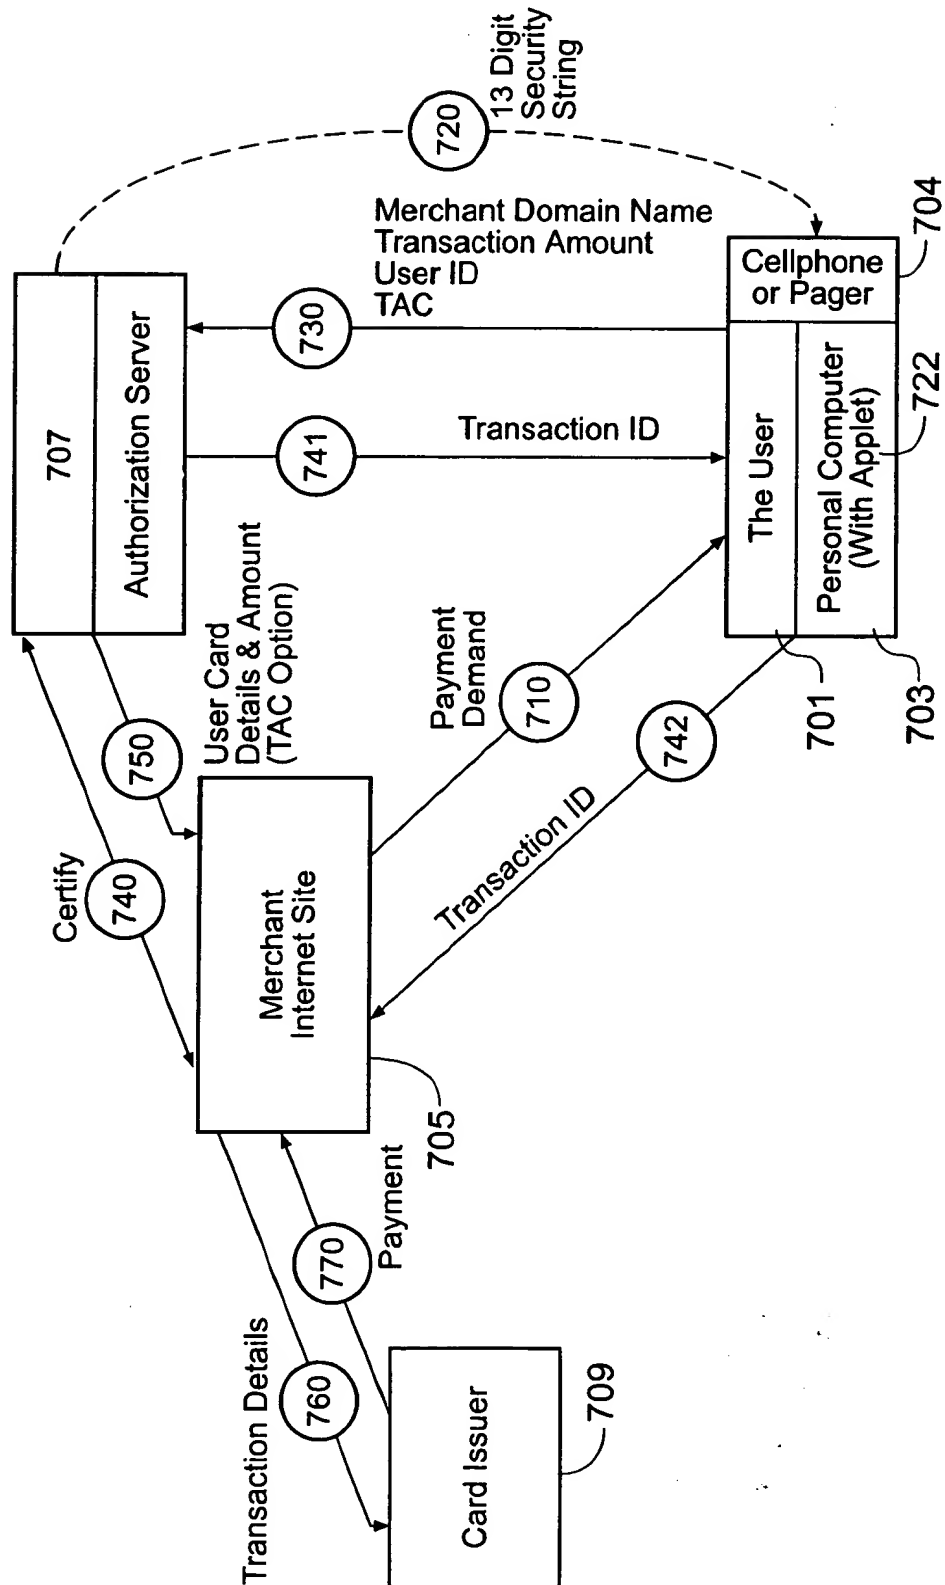 Transaction Details
760
770
Payment
Card Issuer
709
Certify
740
750
User Card
Details & Amount
(TAC Option)
Merchant
Internet Site
705
707
Authorization Server
Payment
Demand
710
Transaction ID
742
741
Transaction ID
730
Merchant Domain Name
Transaction Amount
User ID
TAC
720
13 Digit
Security
String
The User
Personal Computer
(With Applet)
Cellphone
or Pager
701
703
722
704